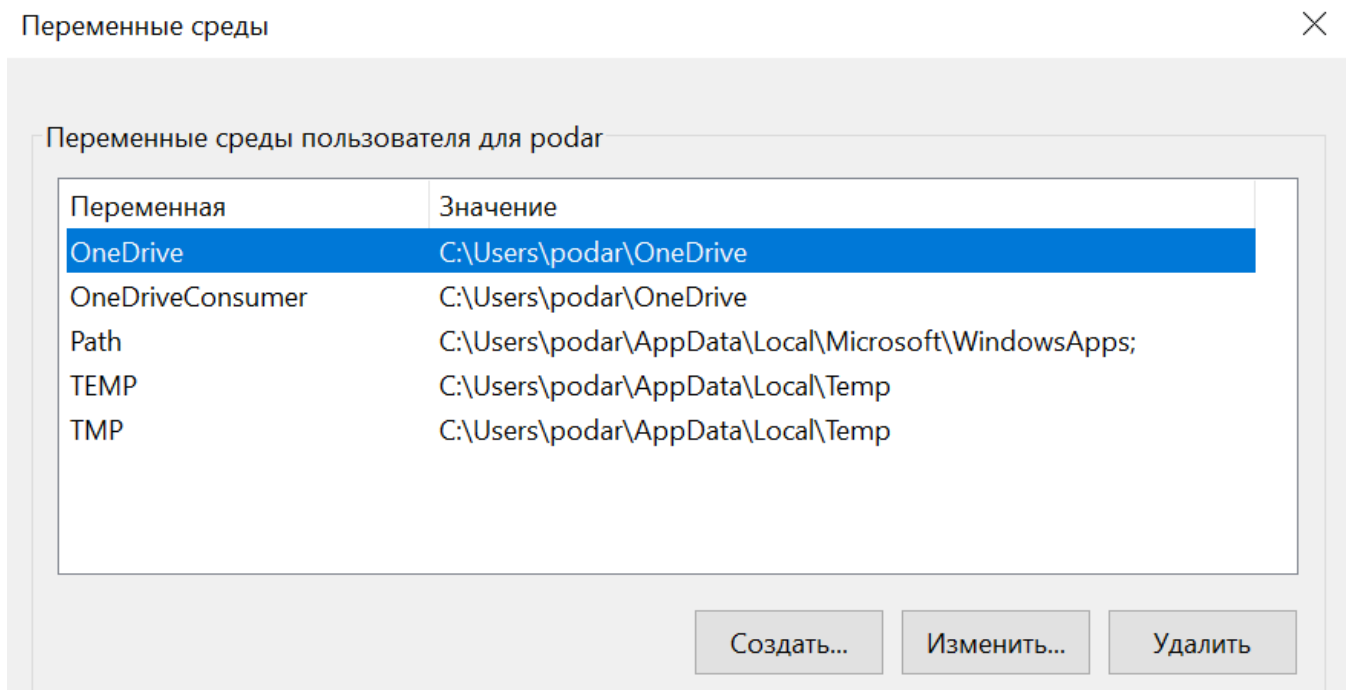 Переменные среды
Переменные среды пользователя для podar
Переменная Значение
OneDrive C:\Users\podar\OneDrive
OneDriveConsumer C:\Users\podar\OneDrive
Path C:\Users\podar\AppData\Local\Microsoft\WindowsApps;
TEMP C:\Users\podar\AppData\Local\Temp
TMP C:\Users\podar\AppData\Local\Temp
Создать... Изменить... Удалить